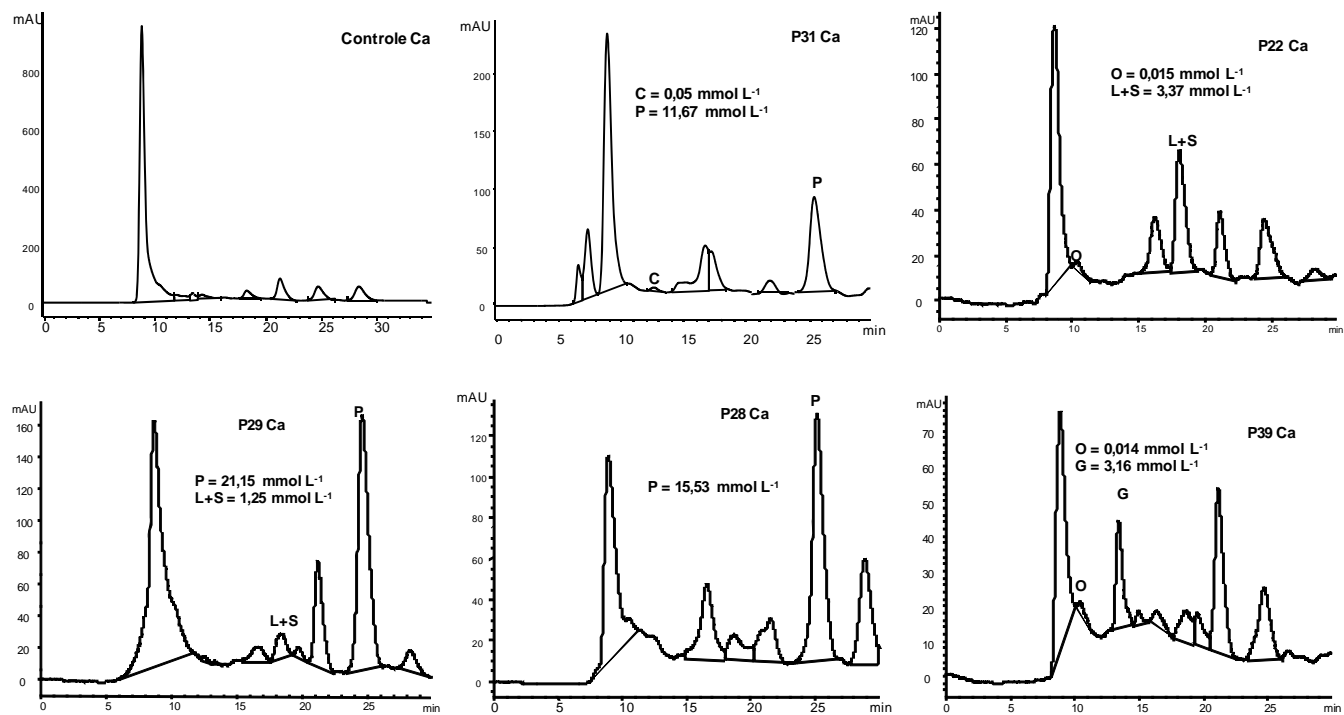 mAU
Controle Ca
800
600
400
200
0
0 5 10 15 20 25 30
mAU
P31 Ca
C = 0,05 mmol L⁻¹
P = 11,67 mmol L⁻¹
P
C
200
150
100
50
0
0 5 10 15 20 25
min
mAU
P22 Ca
O = 0,015 mmol L⁻¹
L+S = 3,37 mmol L⁻¹
L+S
O
120
100
80
60
40
20
0
0 5 10 15 20 25 min
mAU
P29 Ca
P
P = 21,15 mmol L⁻¹
L+S = 1,25 mmol L⁻¹
L+S
160
140
120
100
80
60
40
20
0
0 5 10 15 20 25 min
mAU
P28 Ca
P
P = 15,53 mmol L⁻¹
120
100
80
60
40
20
0
0 5 10 15 20 25 min
mAU
P39 Ca
O = 0,014 mmol L⁻¹
G = 3,16 mmol L⁻¹
G
O
70
60
50
40
30
20
10
0
0 5 10 15 20 25 min